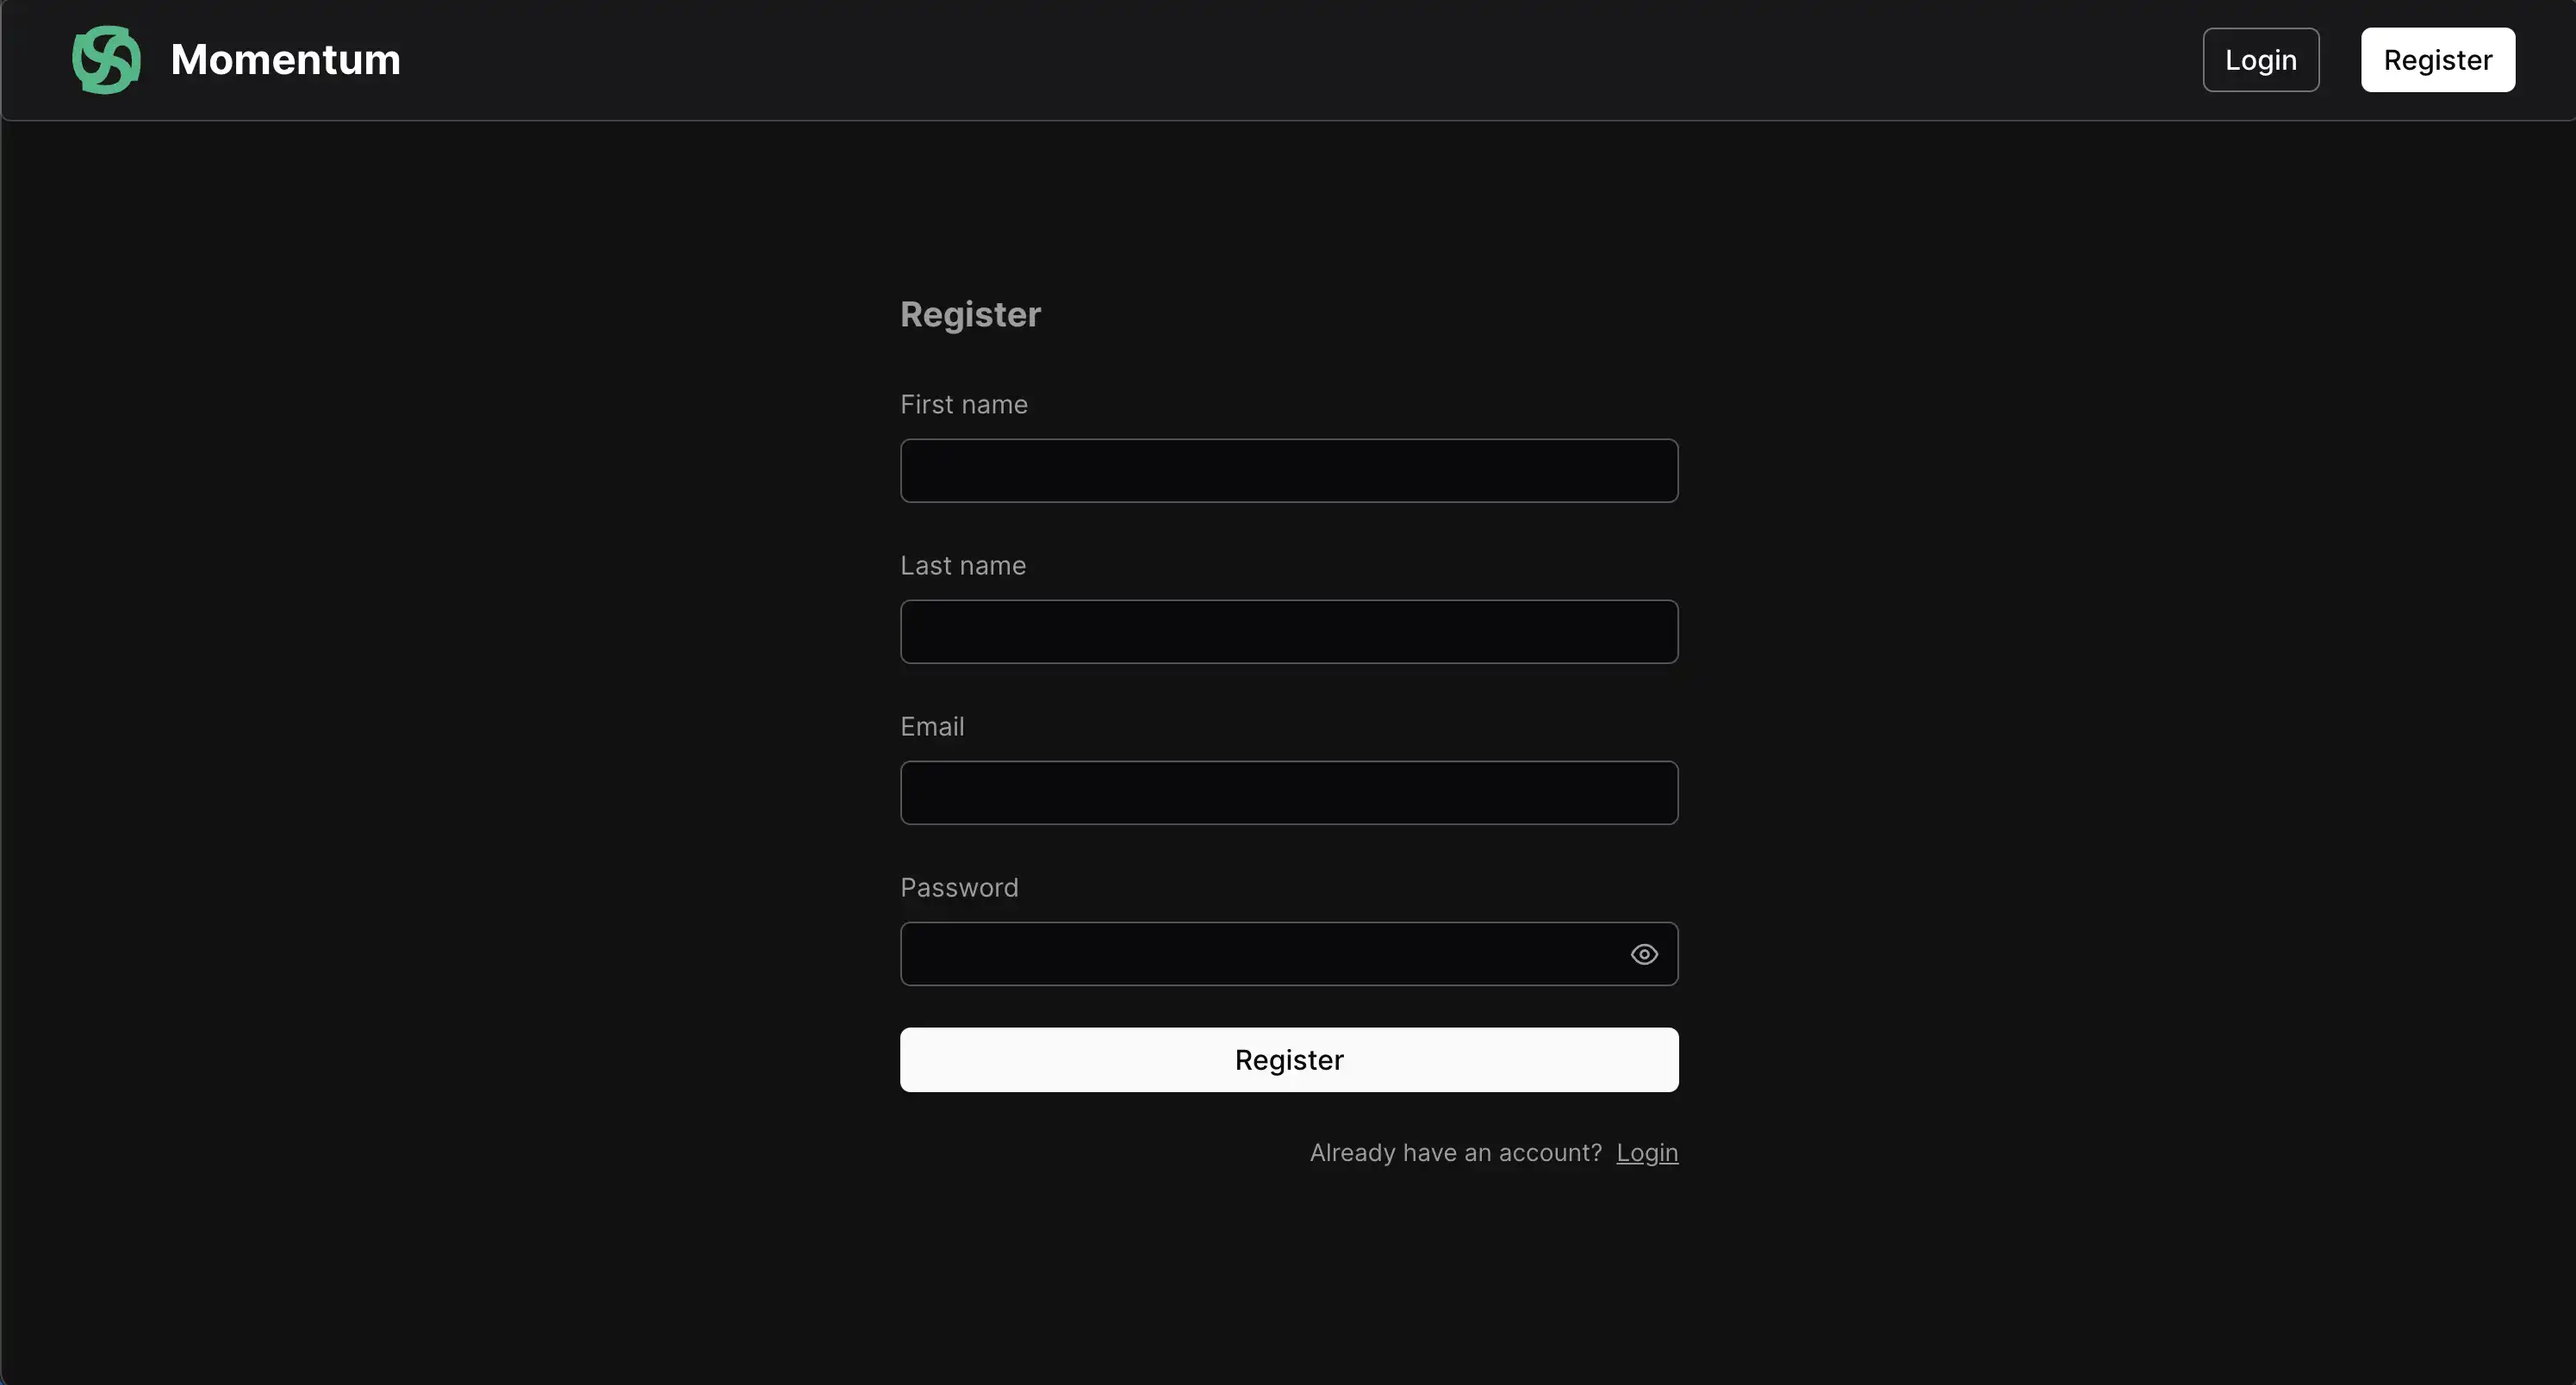 Momentum
Login
Register
Register
First name
Last name
Email
Password
Register
Already have an account? Login